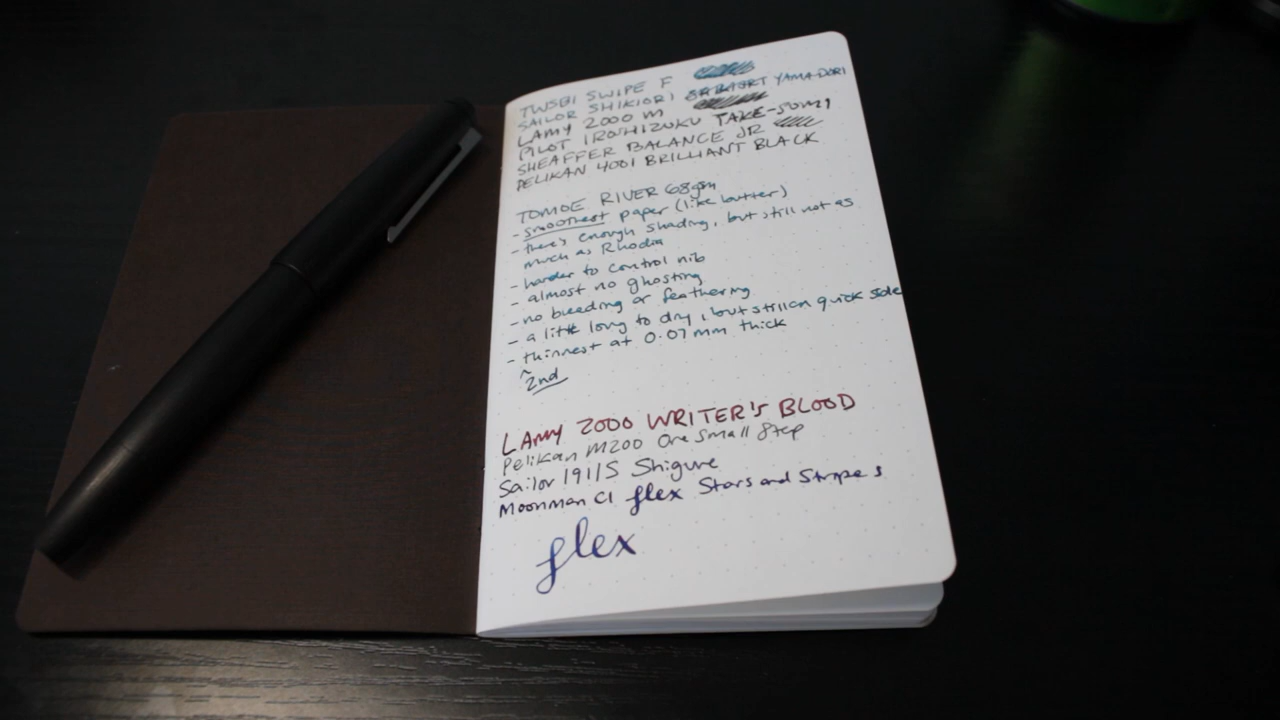 TWSBI SWIPE F
SAILOR SHIKIORI YAMADORI
LAMY 2000 M
PILOT IROSHIZUKU TAKE-SUMI
SHEAFFER BALANCE JR
PELIKAN 4001 BRILLIANT BLACK
TOMOE RIVER 68gsm
- smoothest paper (like butter)
- there's enough shading, but still not as
much as Rhodia
- harder to control nib
- almost no ghosting
- no bleeding or feathering
- a little long to dry, but still on quick side
- thinnest at 0.07mm thick
^
2nd
LAMY 2000 WRITER'S BLOOD
Pelikan M200 One Small Step
Sailor 1911S Shigure
Moonman C1 flex Stars and Stripes
flex